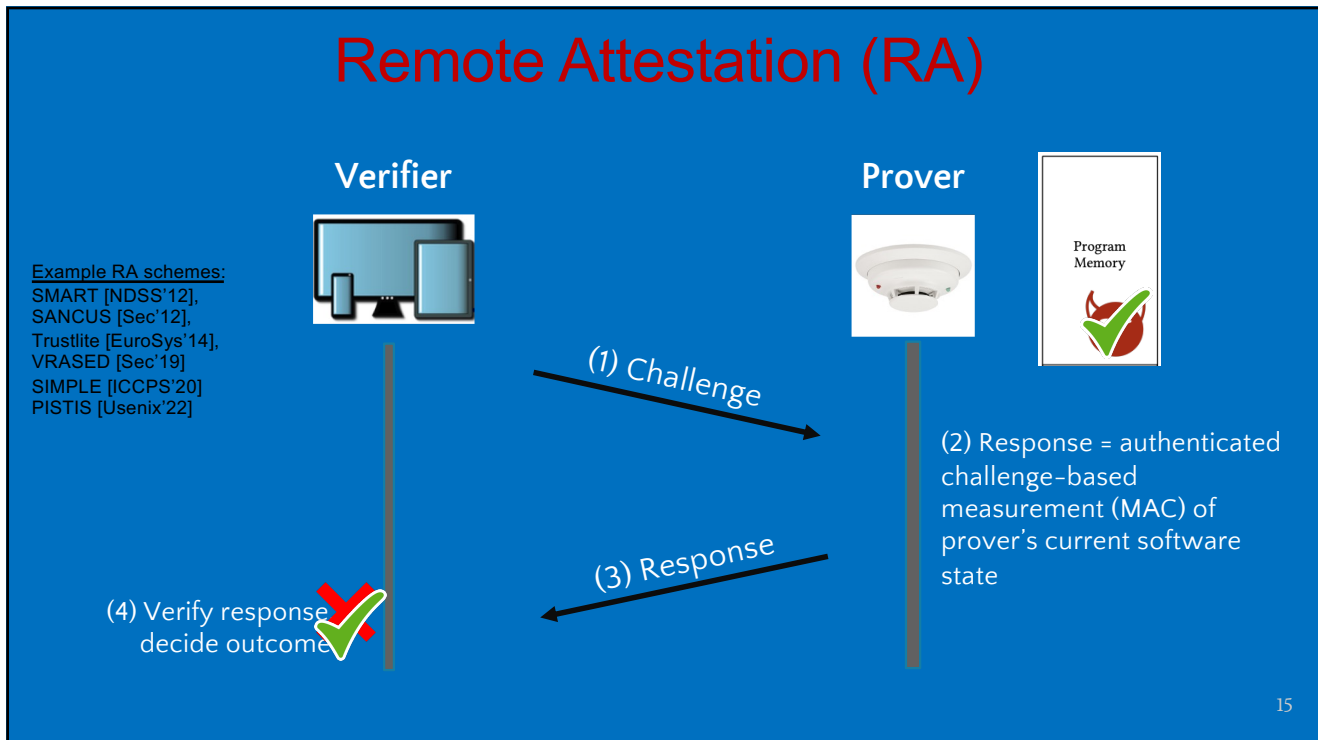 Remote Attestation (RA)
Verifier
Prover
Program
Memory
Example RA schemes:
SMART [NDSS’12],
SANCUS [Sec’12],
Trustlite [EuroSys’14],
VRASED [Sec’19]
SIMPLE [ICCPS’20]
PISTIS [Usenix’22]
(1) Challenge
(2) Response = authenticated
challenge-based
measurement (MAC) of
prover’s current software
state
(3) Response
(4) Verify response
decide outcome
15